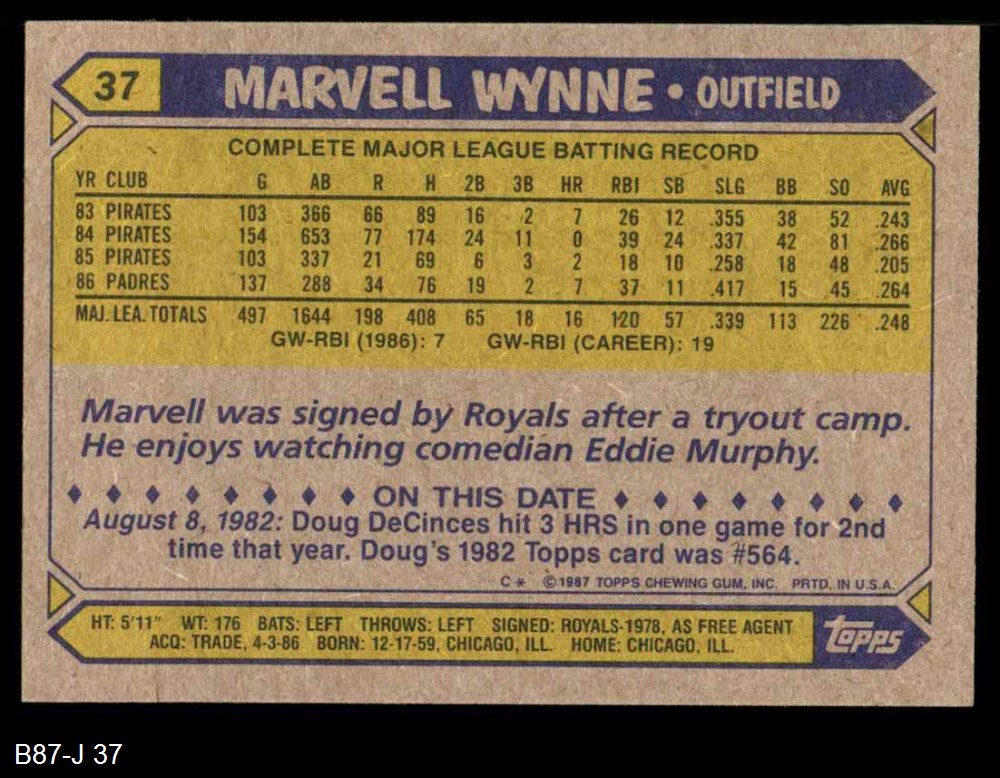 37 MARVELL WYNNE • OUTFIELD
COMPLETE MAJOR LEAGUE BATTING RECORD
YR CLUB G AB R H 2B 3B HR RBI SB SLG BB SO AVG
83 PIRATES 103 366 66 89 16 2 7 26 12 .355 38 52 .243
84 PIRATES 154 653 77 174 24 11 0 39 24 .337 42 81 .266
85 PIRATES 103 337 21 69 6 3 2 18 10 .258 18 48 .205
86 PADRES 137 288 34 76 19 2 7 37 11 .417 15 45 .264
MAJ. LEA. TOTALS 497 1644 198 408 65 18 16 120 57 .339 113 226 .248
GW-RBI (1986): 7 GW-RBI (CAREER): 19
Marvell was signed by Royals after a tryout camp.
He enjoys watching comedian Eddie Murphy.
ON THIS DATE
August 8, 1982: Doug DeCinces hit 3 HRS in one game for 2nd
time that year. Doug's 1982 Topps card was #564.
C* ©1987 TOPPS CHEWING GUM, INC. PRTD. IN U.S.A.
HT: 5'11" WT: 176 BATS: LEFT THROWS: LEFT SIGNED: ROYALS-1978, AS FREE AGENT
ACQ: TRADE, 4-3-86 BORN: 12-17-59, CHICAGO, ILL. HOME: CHICAGO, ILL.
topps
B87-J 37